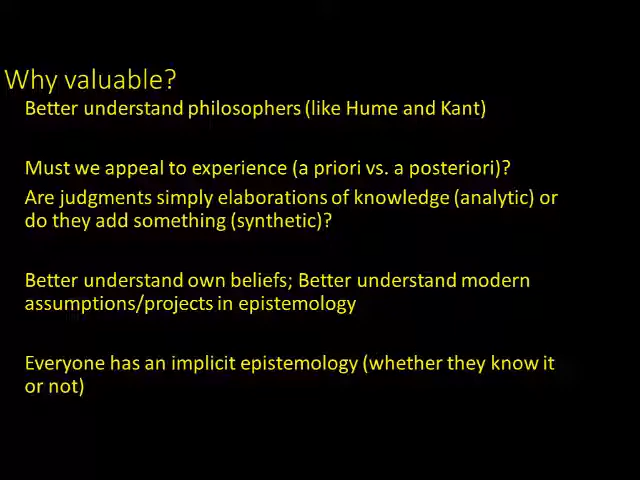 Why valuable?
Better understand philosophers (like Hume and Kant)
Must we appeal to experience (a priori vs. a posteriori)?
Are judgments simply elaborations of knowledge (analytic) or
do they add something (synthetic)?
Better understand own beliefs; Better understand modern
assumptions/projects in epistemology
Everyone has an implicit epistemology (whether they know it
or not)